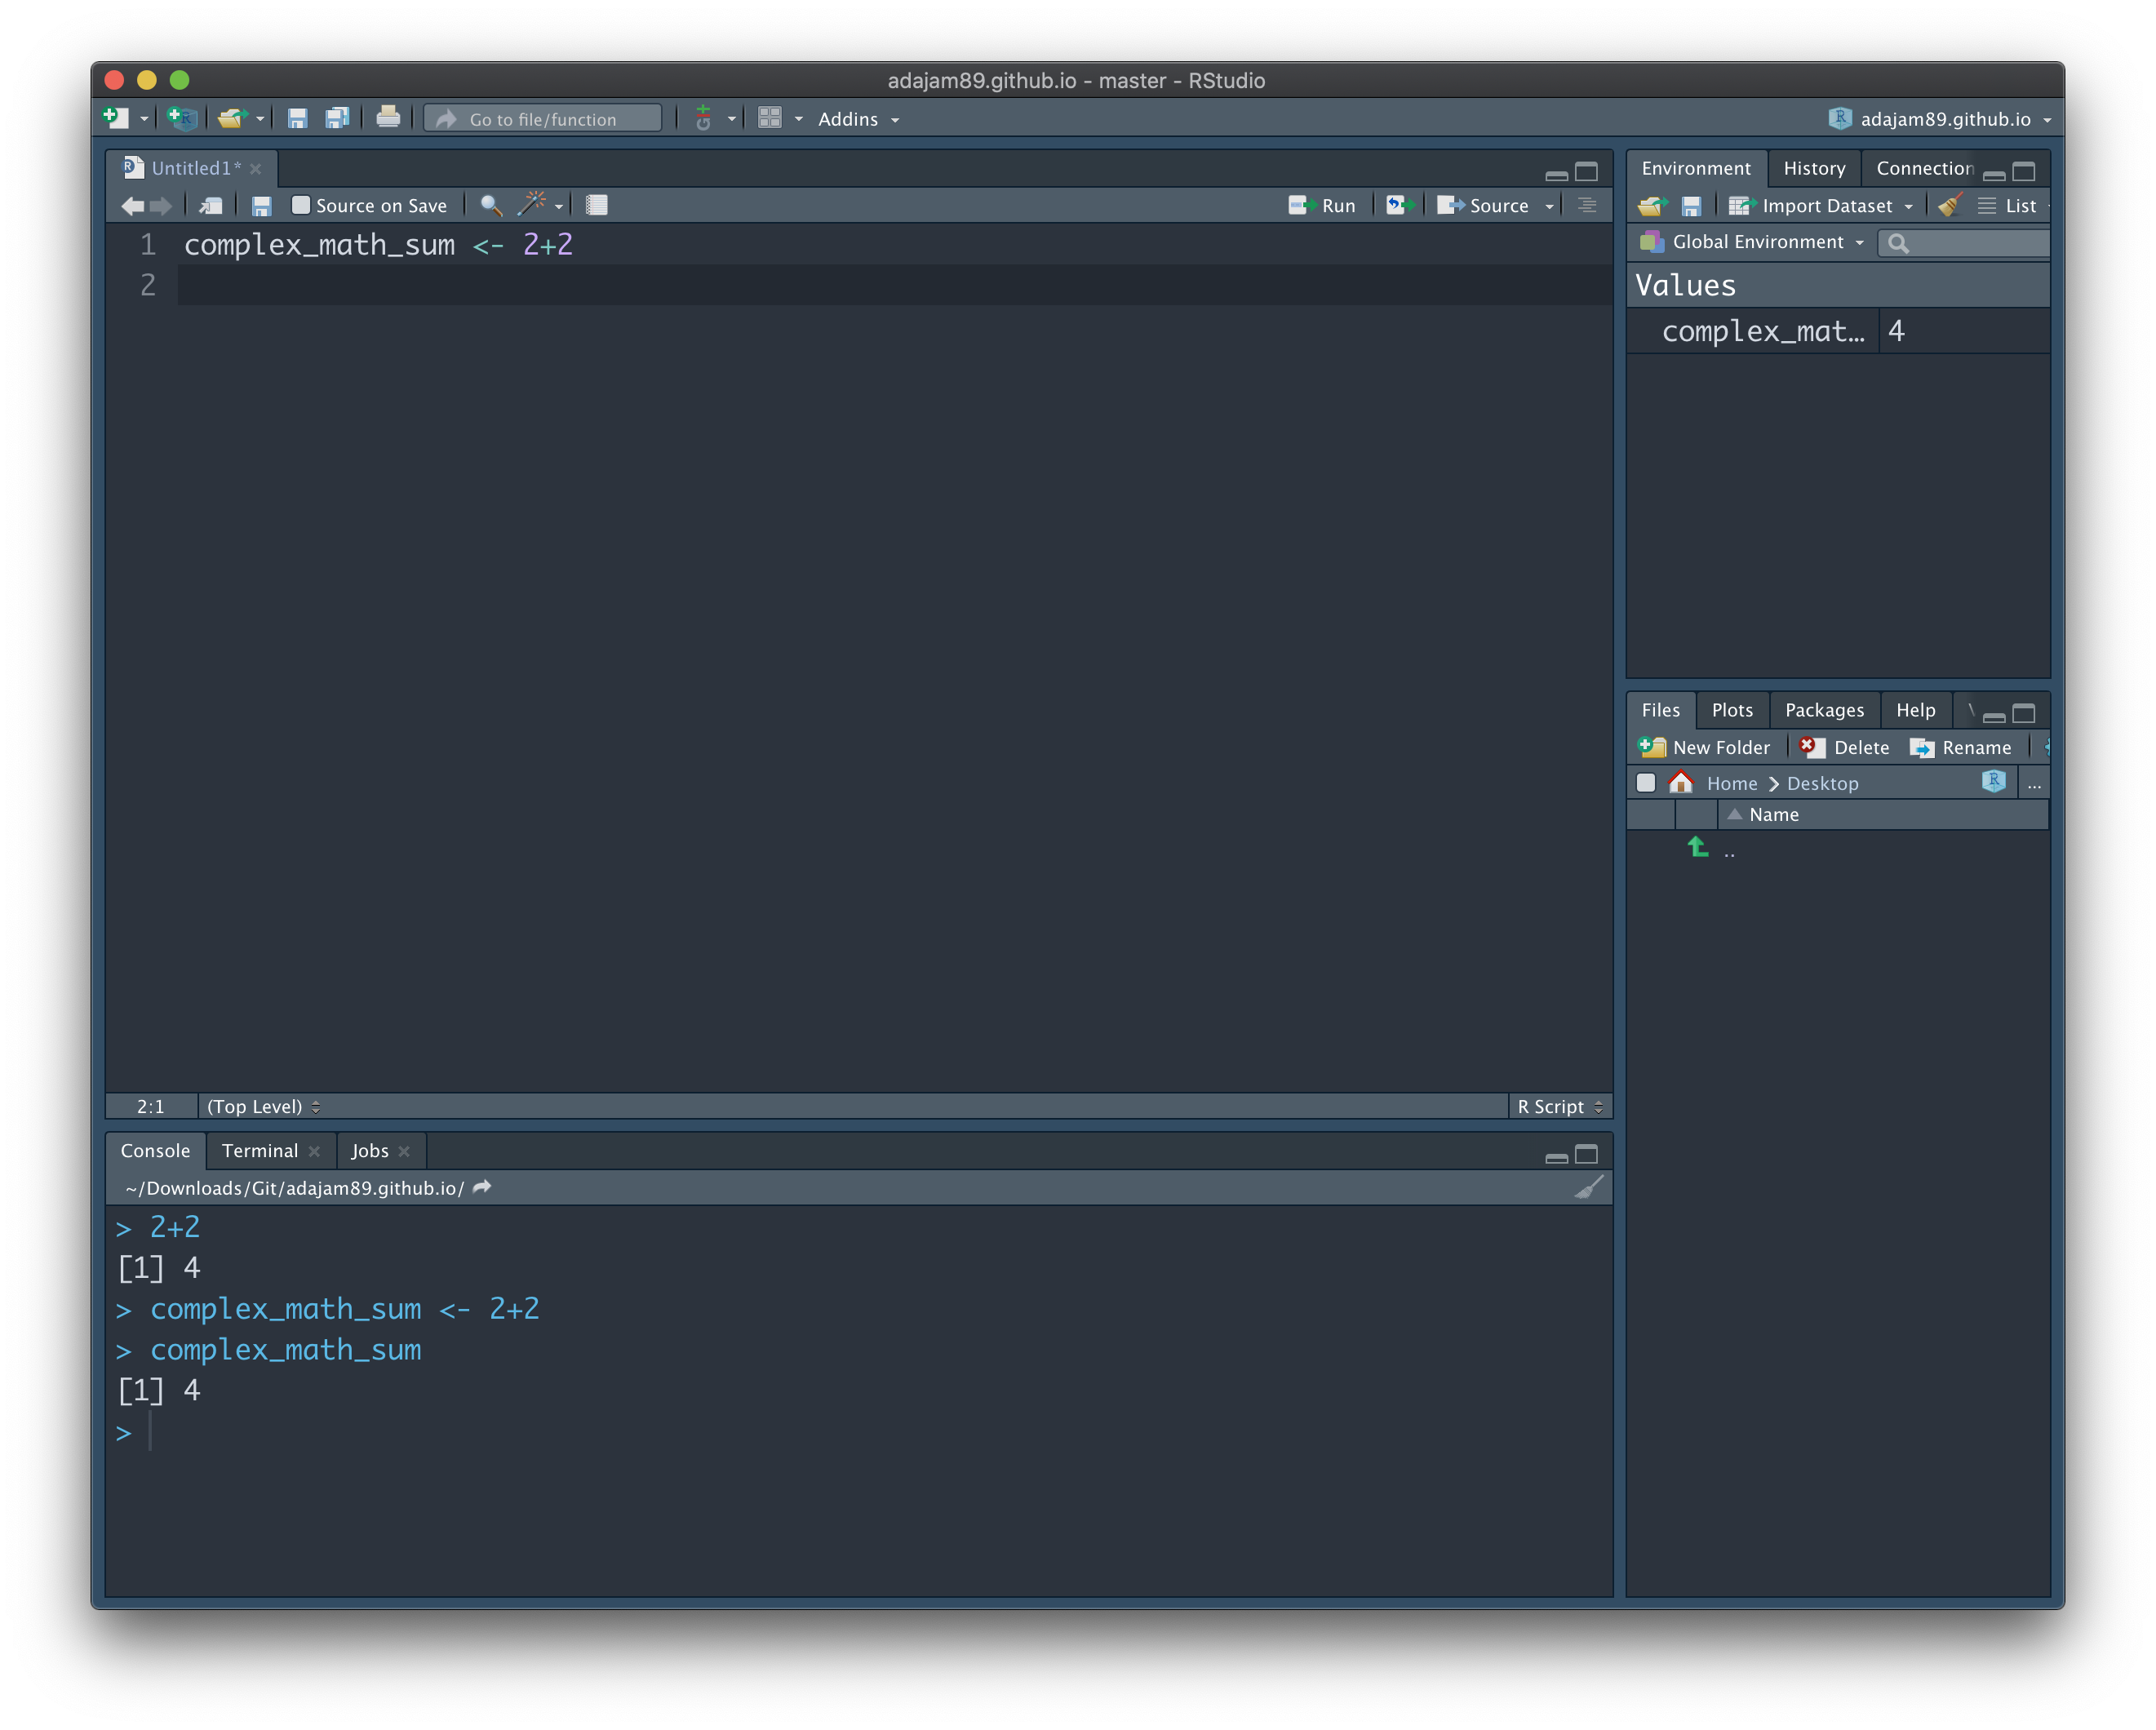 adajam89.github.io - master - RStudio
Go to file/function
Addins
adajam89.github.io
Untitled1*
Source on Save
Run
Source
1 complex_math_sum <- 2+2
2
2:1
(Top Level)
R Script
Console
Terminal
Jobs
~/Downloads/Git/adajam89.github.io/
> 2+2
[1] 4
> complex_math_sum <- 2+2
> complex_math_sum
[1] 4
>
Environment
History
Connection
Import Dataset
List
Global Environment
Values
complex_mat… 4
Files
Plots
Packages
Help
New Folder
Delete
Rename
Home
Desktop
...
Name
..